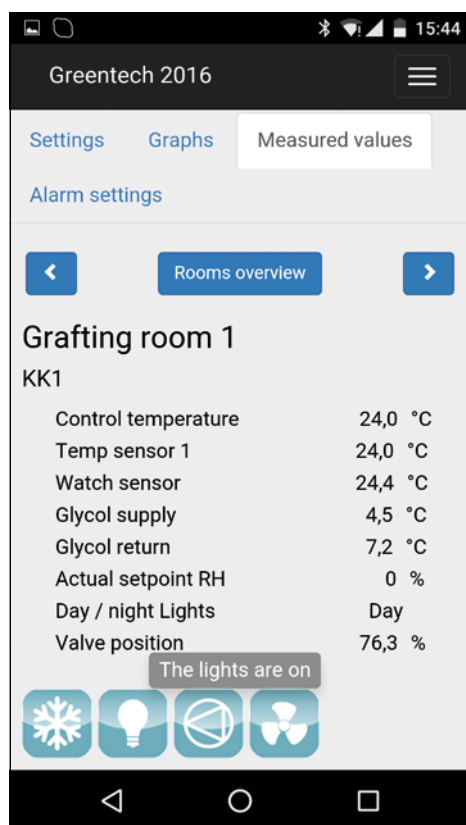 15:44
Greentech 2016
Settings Graphs Measured values
Alarm settings
Rooms overview
Grafting room 1
KK1
Control temperature 24,0 °C
Temp sensor 1 24,0 °C
Watch sensor 24,4 °C
Glycol supply 4,5 °C
Glycol return 7,2 °C
Actual setpoint RH 0 %
Day / night Lights Day
Valve position 76,3 %
The lights are on